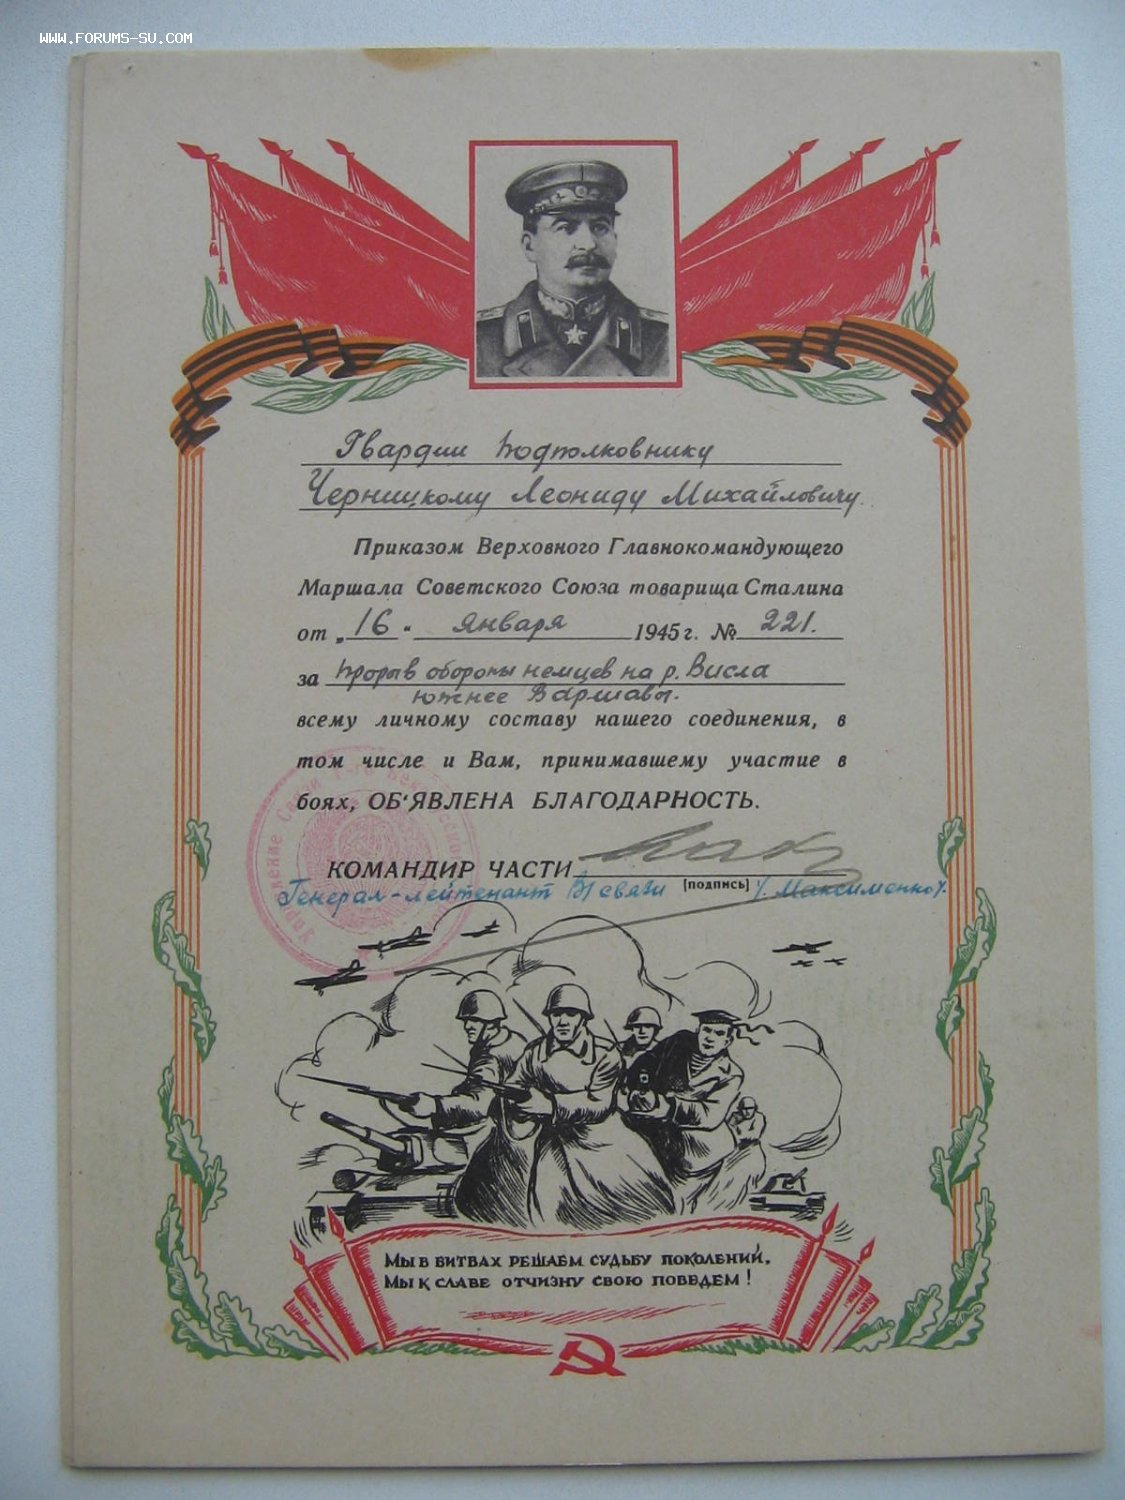 WWW.FORUMS-SU.COM
Гвардии подполковнику
Черницкому Леониду Михайловичу.
Приказом Верховного Главнокомандующего
Маршала Советского Союза товарища Сталина
от „16“ января 1945 г. № 221.
за прорыв обороны немцев на р. Висла
южнее Варшавы.
всему личному составу нашего соединения, в
том числе и Вам, принимавшему участие в
боях, ОБ'ЯВЛЕНА БЛАГОДАРНОСТЬ.
КОМАНДИР ЧАСТИ
[подпись]
Генерал-лейтенант в/связи /Максименко/.
Мы в битвах решаем судьбу поколений,
Мы к славе отчизну свою поведем!